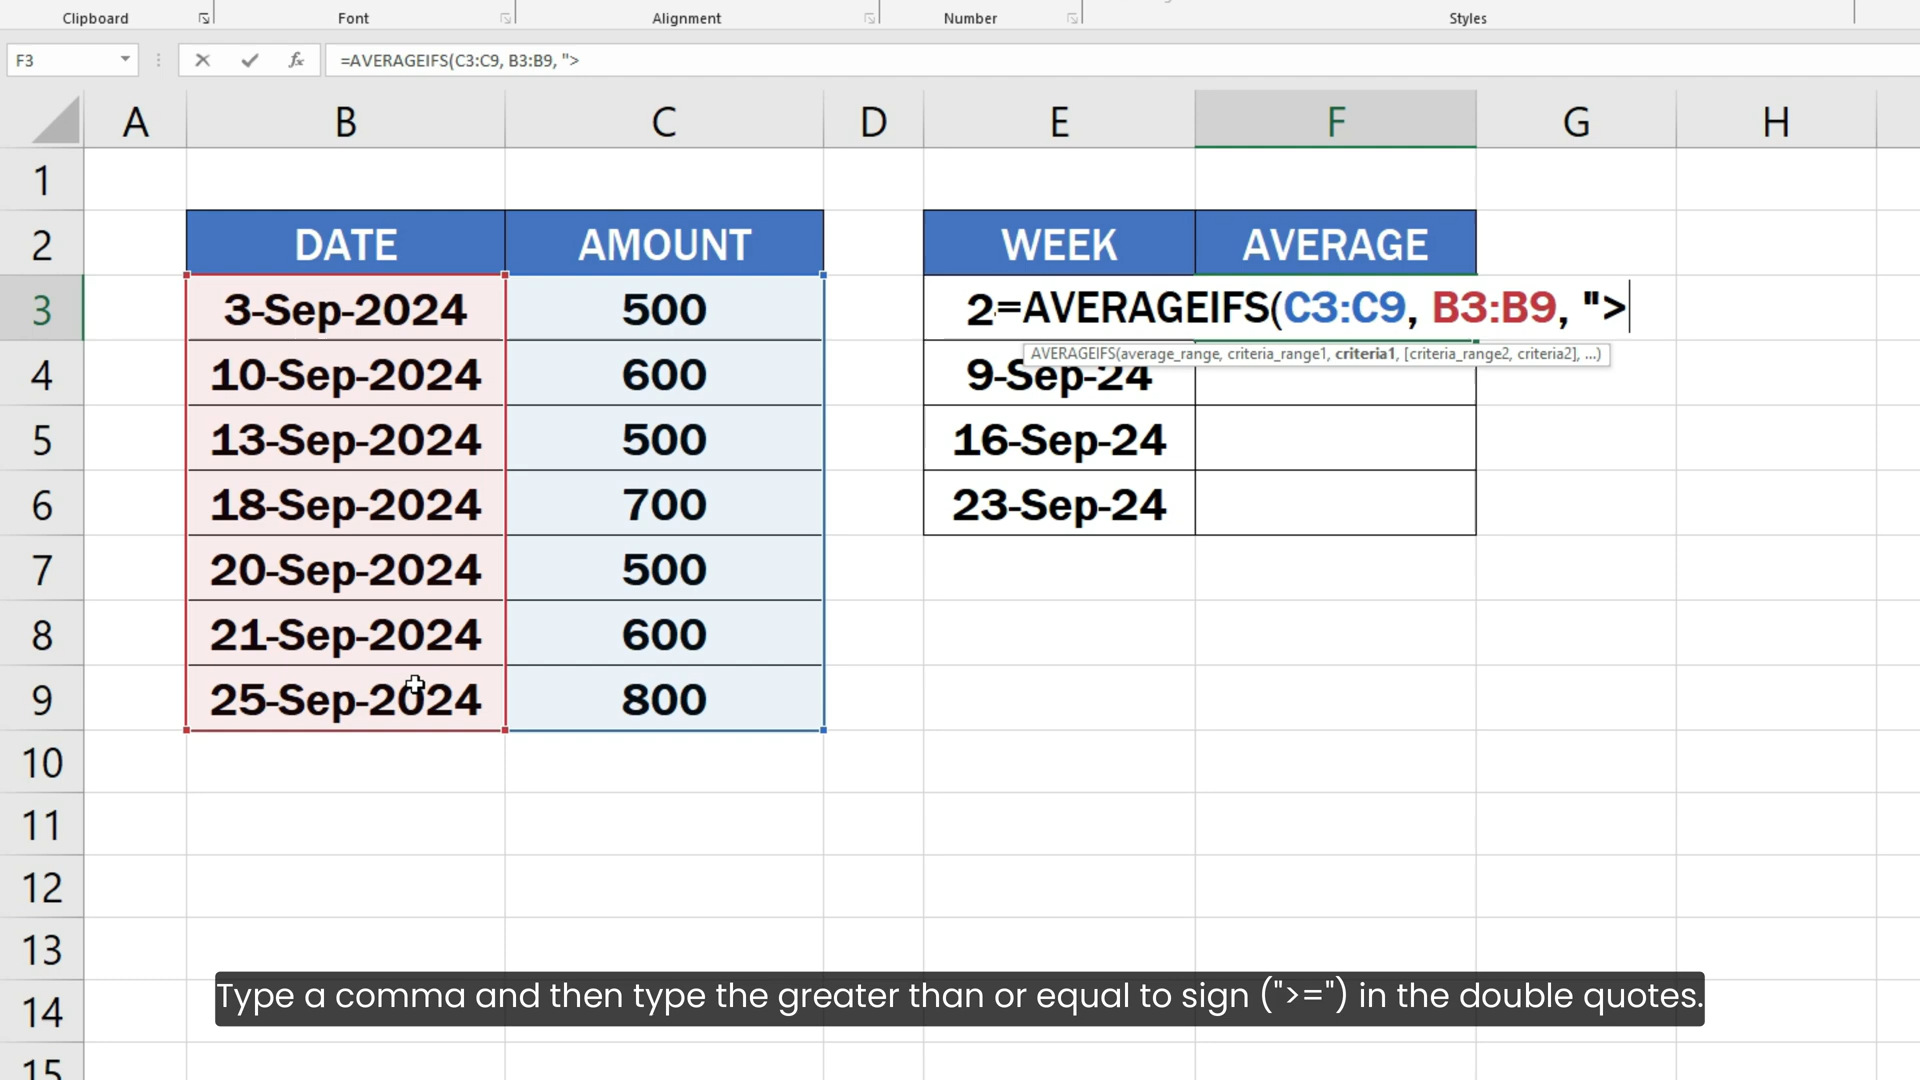 Clipboard Font Alignment Number Styles
F3 fx =AVERAGEIFS(C3:C9, B3:B9, ">
A B C D E F G H
1
2 DATE AMOUNT WEEK AVERAGE
3 3-Sep-2024 500 2 =AVERAGEIFS(C3:C9, B3:B9, ">
AVERAGEIFS(average_range, criteria_range1, criteria1, [criteria_range2, criteria2], ...)
4 10-Sep-2024 600 9-Sep-24
5 13-Sep-2024 500 16-Sep-24
6 18-Sep-2024 700 23-Sep-24
7 20-Sep-2024 500
8 21-Sep-2024 600
9 25-Sep-2024 800
10
11
12
13
Type a comma and then type the greater than or equal to sign (">=") in the double quotes.
14
15